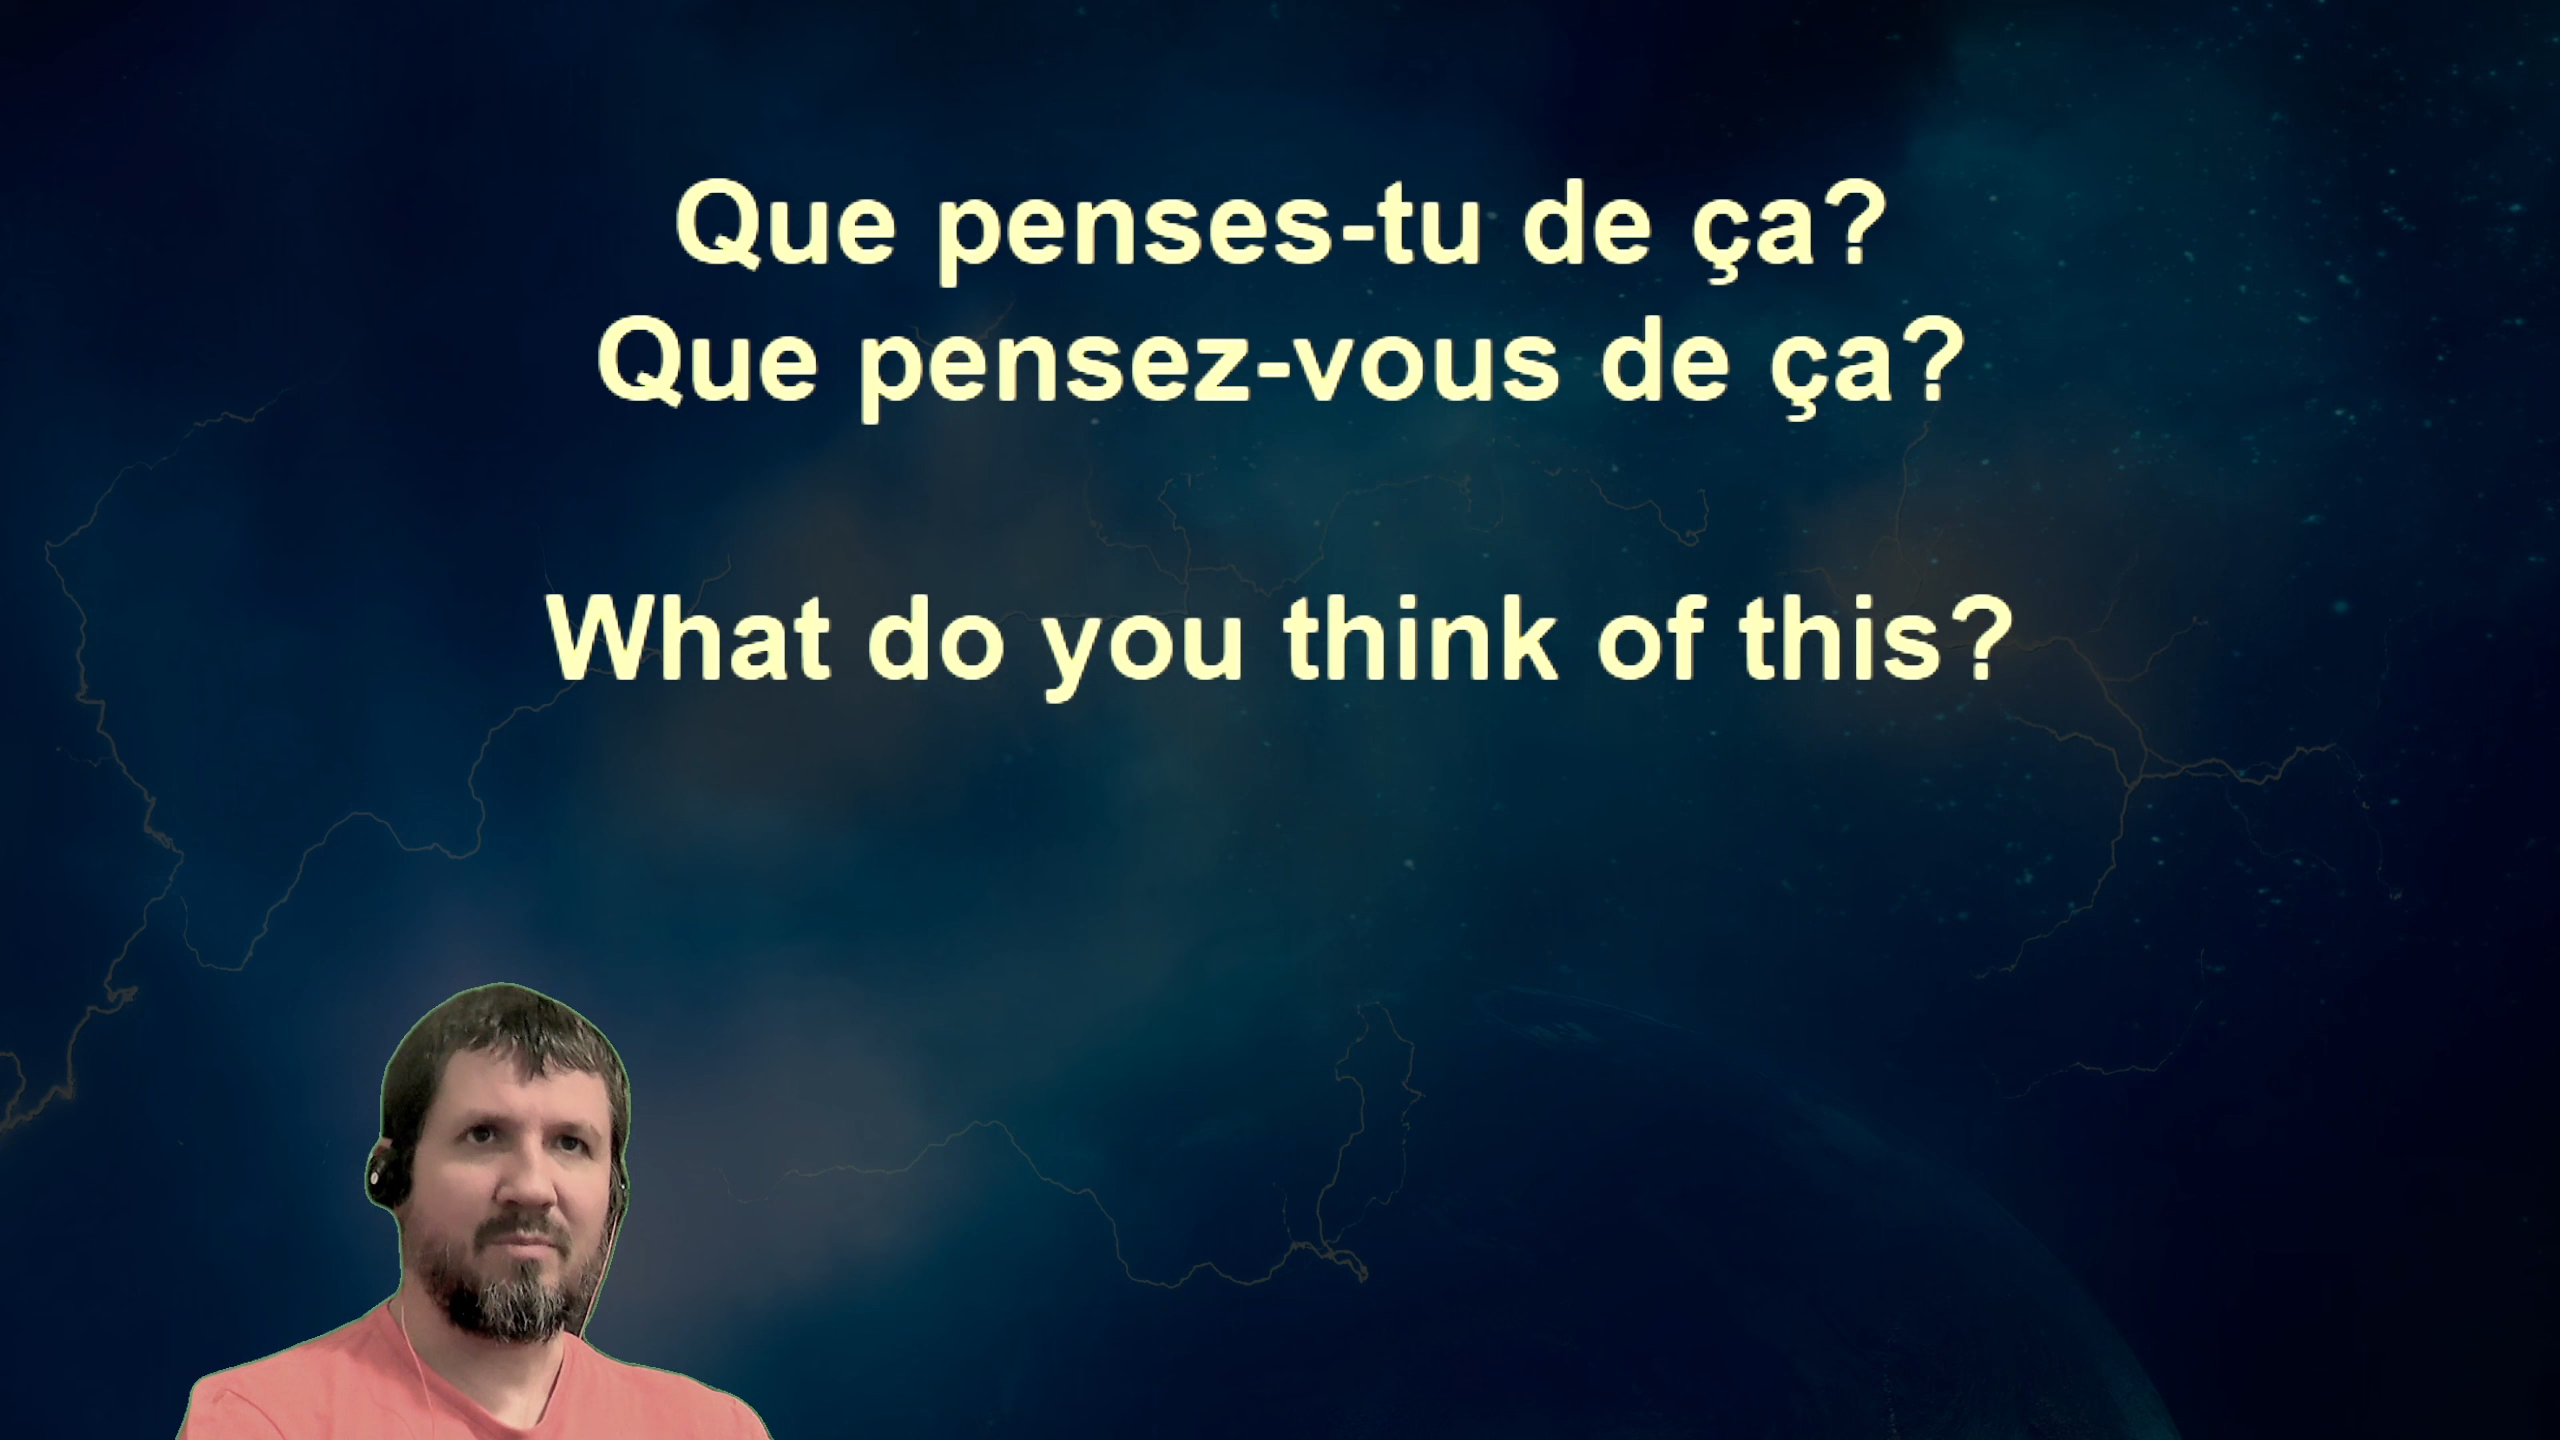 Que penses-tu de ça?
Que pensez-vous de ça?
What do you think of this?